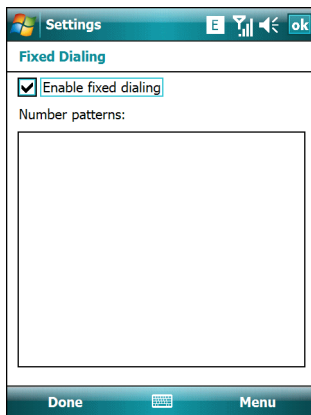 Settings E ok
Fixed Dialing
Enable fixed dialing
Number patterns:
Done Menu